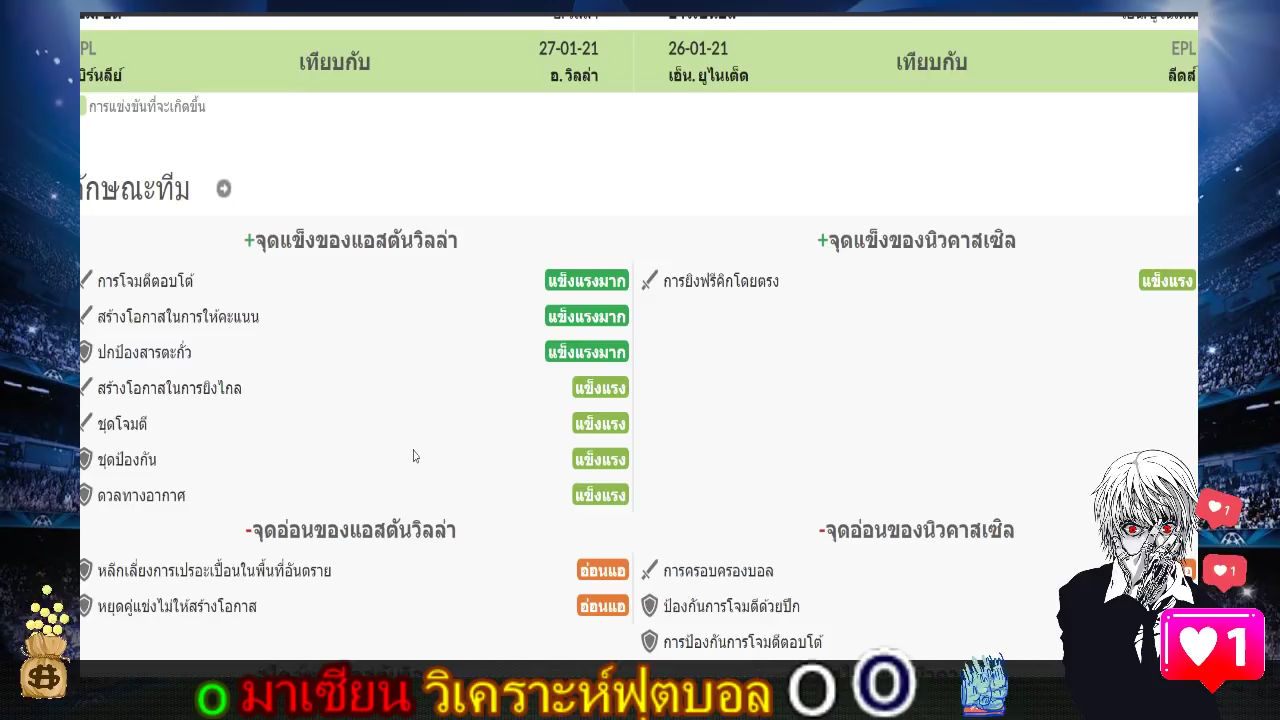 PL 27-01-21 26-01-21 EPL
เทียบกับ เทียบกับ
บิร์นลีย์ อ. วิลล่า เอ็น. ยูไนเต็ด ลีดส์
การแข่งขันที่จะเกิดขึ้น
ักษณะทีม
+จุดแข็งของแอสตันวิลล่า +จุดแข็งของนิวคาสเซิล
การโจมตีตอบโต้ แข็งแรงมาก การยิงฟรีคิกโดยตรง แข็งแรง
สร้างโอกาสในการให้คะแนน แข็งแรงมาก
ปกป้องสารตะกั่ว แข็งแรงมาก
สร้างโอกาสในการยิงไกล แข็งแรง
ชุดโจมตี แข็งแรง
ชุดป้องกัน แข็งแรง
ดวลทางอากาศ แข็งแรง
-จุดอ่อนของแอสตันวิลล่า -จุดอ่อนของนิวคาสเซิล
หลีกเลี่ยงการเปรอะเปื้อนในพื้นที่อันตราย อ่อนแอ การครอบครองบอล
หยุดคู่แข่งไม่ให้สร้างโอกาส อ่อนแอ ป้องกันการโจมตีด้วยปีก
การป้องกันการโจมตีตอบโต้
1
1
1
o มาเซียน วิเคราะห์ฟุตบอล O O